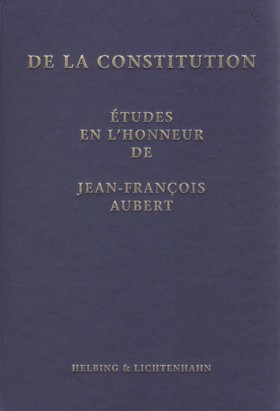 DE LA CONSTITUTION
ÉTUDES
EN L'HONNEUR
DE
JEAN-FRANÇOIS
AUBERT
HELBING & LICHTENHAHN